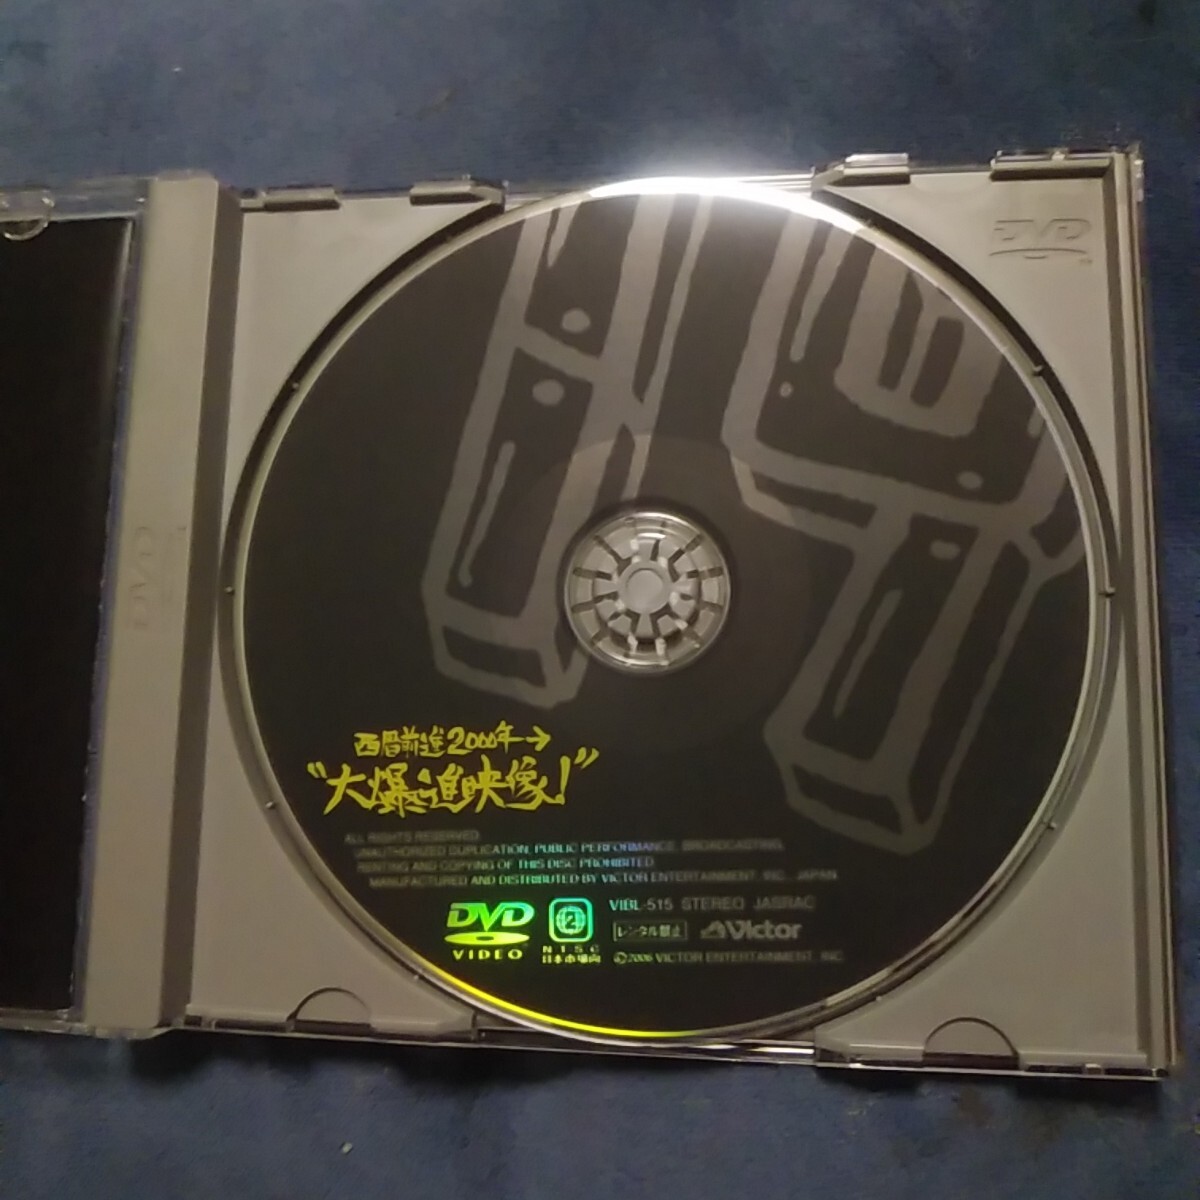 DVD
DVD
西暦前進2000年→
"大爆進映像!"
ALL RIGHTS RESERVED.
UNAUTHORIZED DUPLICATION, PUBLIC PERFORMANCE, BROADCASTING,
RENTING AND COPYING OF THIS DISC PROHIBITED.
MANUFACTURED AND DISTRIBUTED BY VICTOR ENTERTAINMENT, INC., JAPAN
DVD
VIDEO
2
NTSC
日本市場向
VIBL-515 STEREO JASRAC
レンタル禁止 Victor
©2006 VICTOR ENTERTAINMENT, INC.